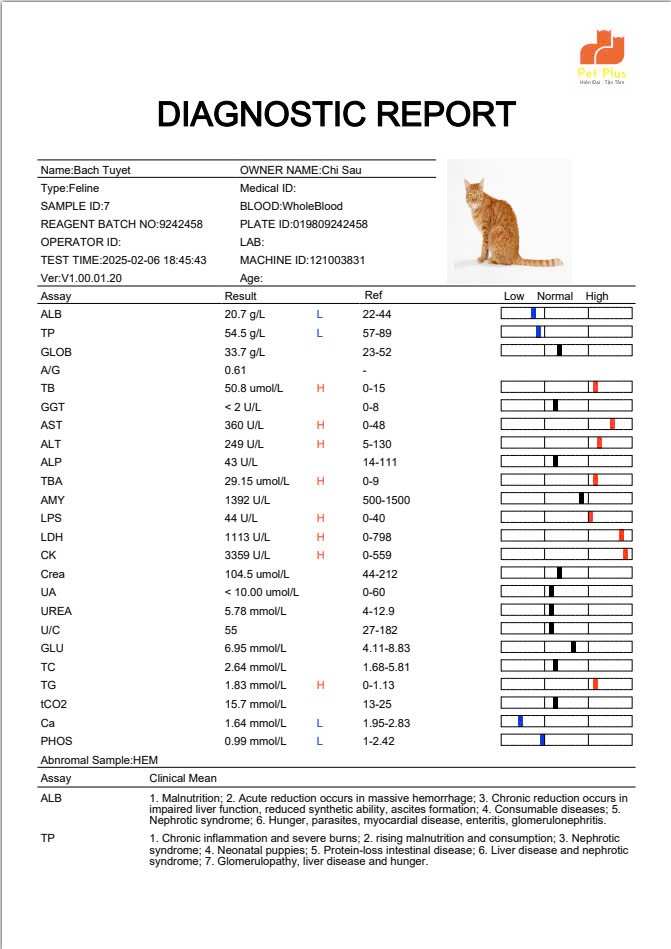 Pet Plus
Hiện Đại - Tận Tâm
DIAGNOSTIC REPORT
Name:Bach Tuyet OWNER NAME:Chi Sau
Type:Feline Medical ID:
SAMPLE ID:7 BLOOD:WholeBlood
REAGENT BATCH NO:9242458 PLATE ID:019809242458
OPERATOR ID: LAB:
TEST TIME:2025-02-06 18:45:43 MACHINE ID:121003831
Ver:V1.00.01.20 Age:
Assay Result Ref Low Normal High
ALB 20.7 g/L L 22-44
TP 54.5 g/L L 57-89
GLOB 33.7 g/L 23-52
A/G 0.61 -
TB 50.8 umol/L H 0-15
GGT < 2 U/L 0-8
AST 360 U/L H 0-48
ALT 249 U/L H 5-130
ALP 43 U/L 14-111
TBA 29.15 umol/L H 0-9
AMY 1392 U/L 500-1500
LPS 44 U/L H 0-40
LDH 1113 U/L H 0-798
CK 3359 U/L H 0-559
Crea 104.5 umol/L 44-212
UA < 10.00 umol/L 0-60
UREA 5.78 mmol/L 4-12.9
U/C 55 27-182
GLU 6.95 mmol/L 4.11-8.83
TC 2.64 mmol/L 1.68-5.81
TG 1.83 mmol/L H 0-1.13
tCO2 15.7 mmol/L 13-25
Ca 1.64 mmol/L L 1.95-2.83
PHOS 0.99 mmol/L L 1-2.42
Abnromal Sample:HEM
Assay Clinical Mean
ALB 1. Malnutrition; 2. Acute reduction occurs in massive hemorrhage; 3. Chronic reduction occurs in
impaired liver function, reduced synthetic ability, ascites formation; 4. Consumable diseases; 5.
Nephrotic syndrome; 6. Hunger, parasites, myocardial disease, enteritis, glomerulonephritis.
TP 1. Chronic inflammation and severe burns; 2. rising malnutrition and consumption; 3. Nephrotic
syndrome; 4. Neonatal puppies; 5. Protein-loss intestinal disease; 6. Liver disease and nephrotic
syndrome; 7. Glomerulopathy, liver disease and hunger.